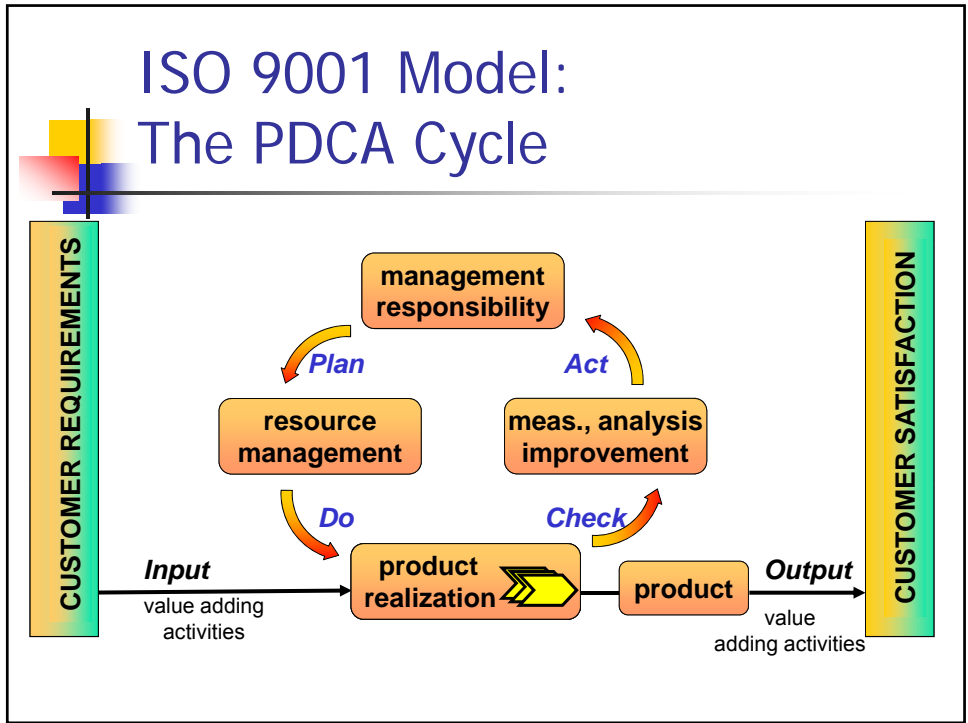 ISO 9001 Model:
The PDCA Cycle
CUSTOMER REQUIREMENTS
management
responsibility
Plan
Act
resource
management
meas., analysis
improvement
Do
Check
Input
value adding
activities
product
realization
product
Output
value
adding activities
CUSTOMER SATISFACTION